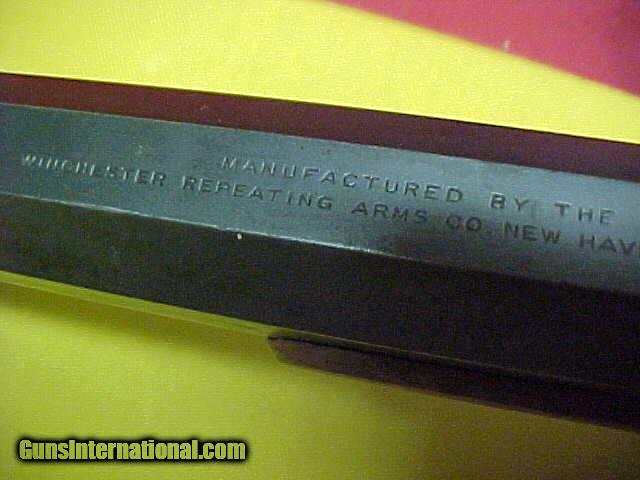 MANUFACTURED BY THE
WINCHESTER REPEATING ARMS CO. NEW HAV
GunsInternational.com